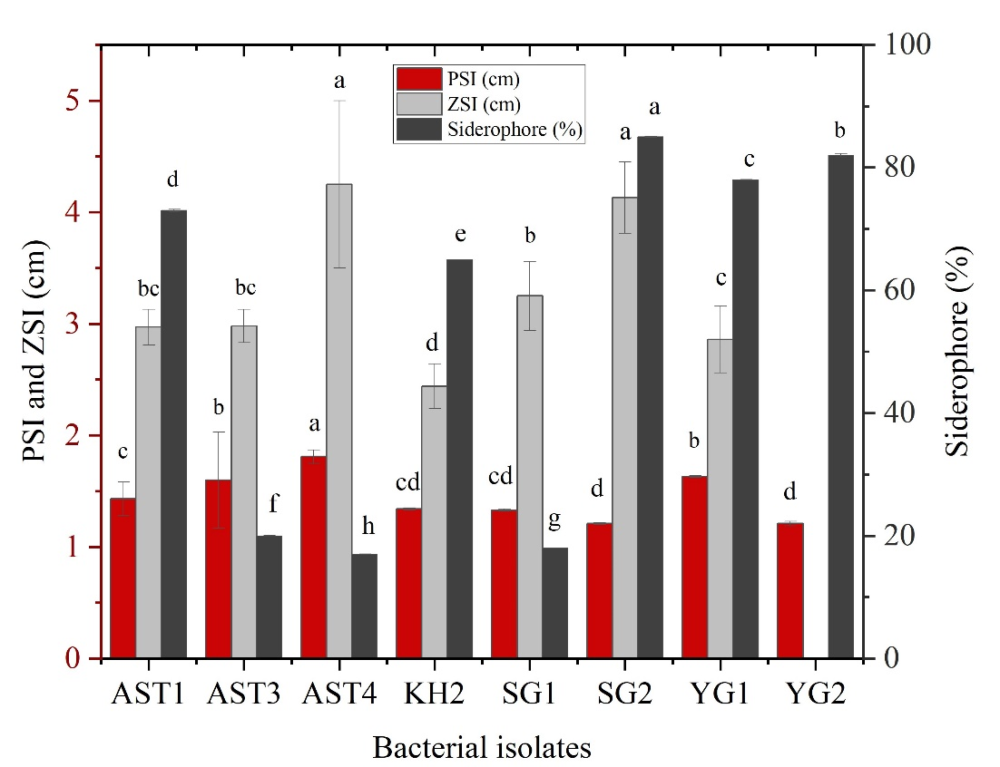 PSI (cm)
ZSI (cm)
Siderophore (%)
PSI and ZSI (cm)
5
4
3
2
1
0
Siderophore (%)
100
80
60
40
20
0
c
bc
d
b
bc
f
a
a
h
cd
d
e
cd
b
g
d
a
a
b
c
c
d
b
AST1 AST3 AST4 KH2 SG1 SG2 YG1 YG2
Bacterial isolates